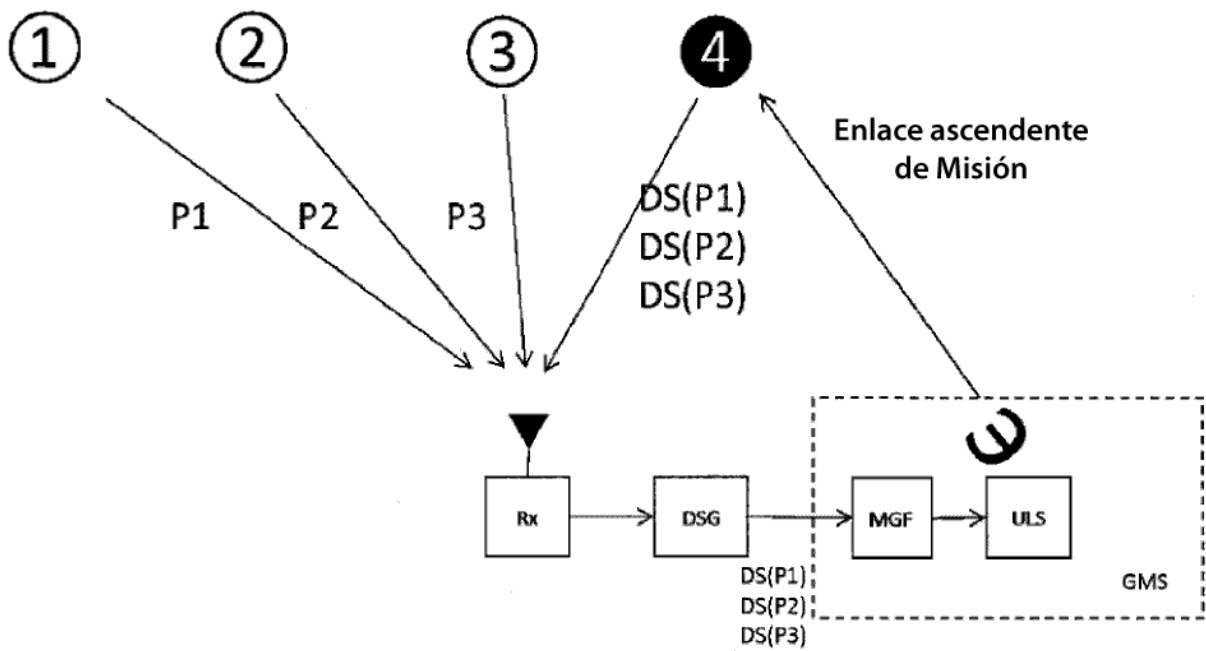 1
2
3
4
Enlace ascendente
de Misión
P1
P2
P3
DS(P1)
DS(P2)
DS(P3)
Rx
DSG
MGF
ULS
DS(P1)
DS(P2)
DS(P3)
GMS